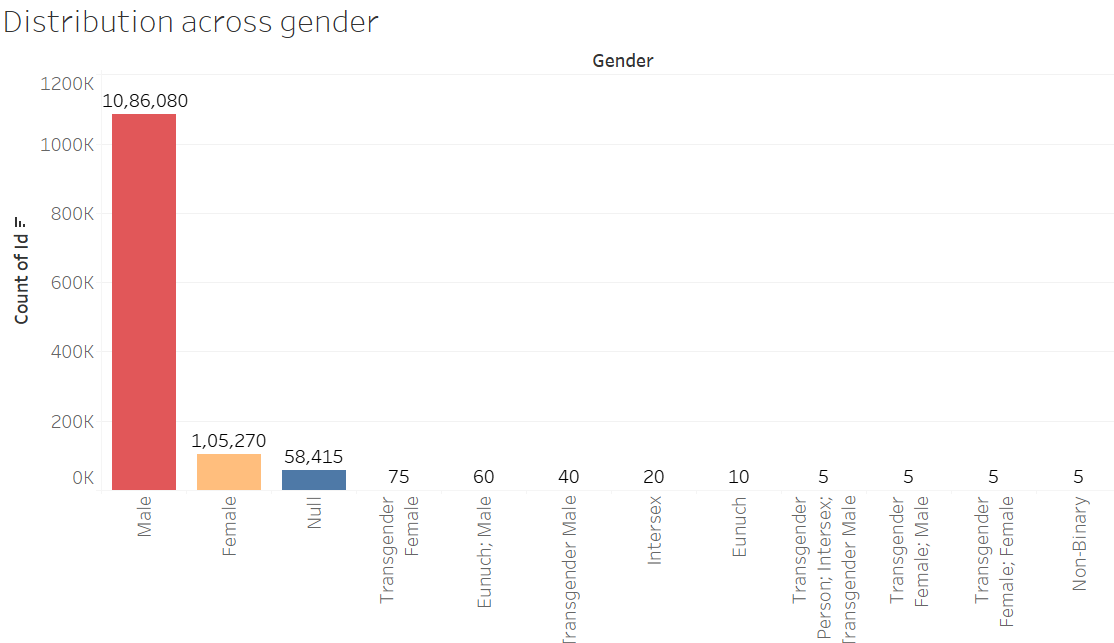 Distribution across gender
Gender
1200K
1000K
800K
600K
400K
200K
0K
Count of Id
10,86,080
1,05,270
58,415
75
60
40
20
10
5
5
5
5
Male
Female
Null
Transgender
Female
Eunuch; Male
Transgender Male
Intersex
Eunuch
Transgender
Person; Intersex;
Transgender Male
Transgender
Female; Male
Transgender
Female; Female
Non-Binary